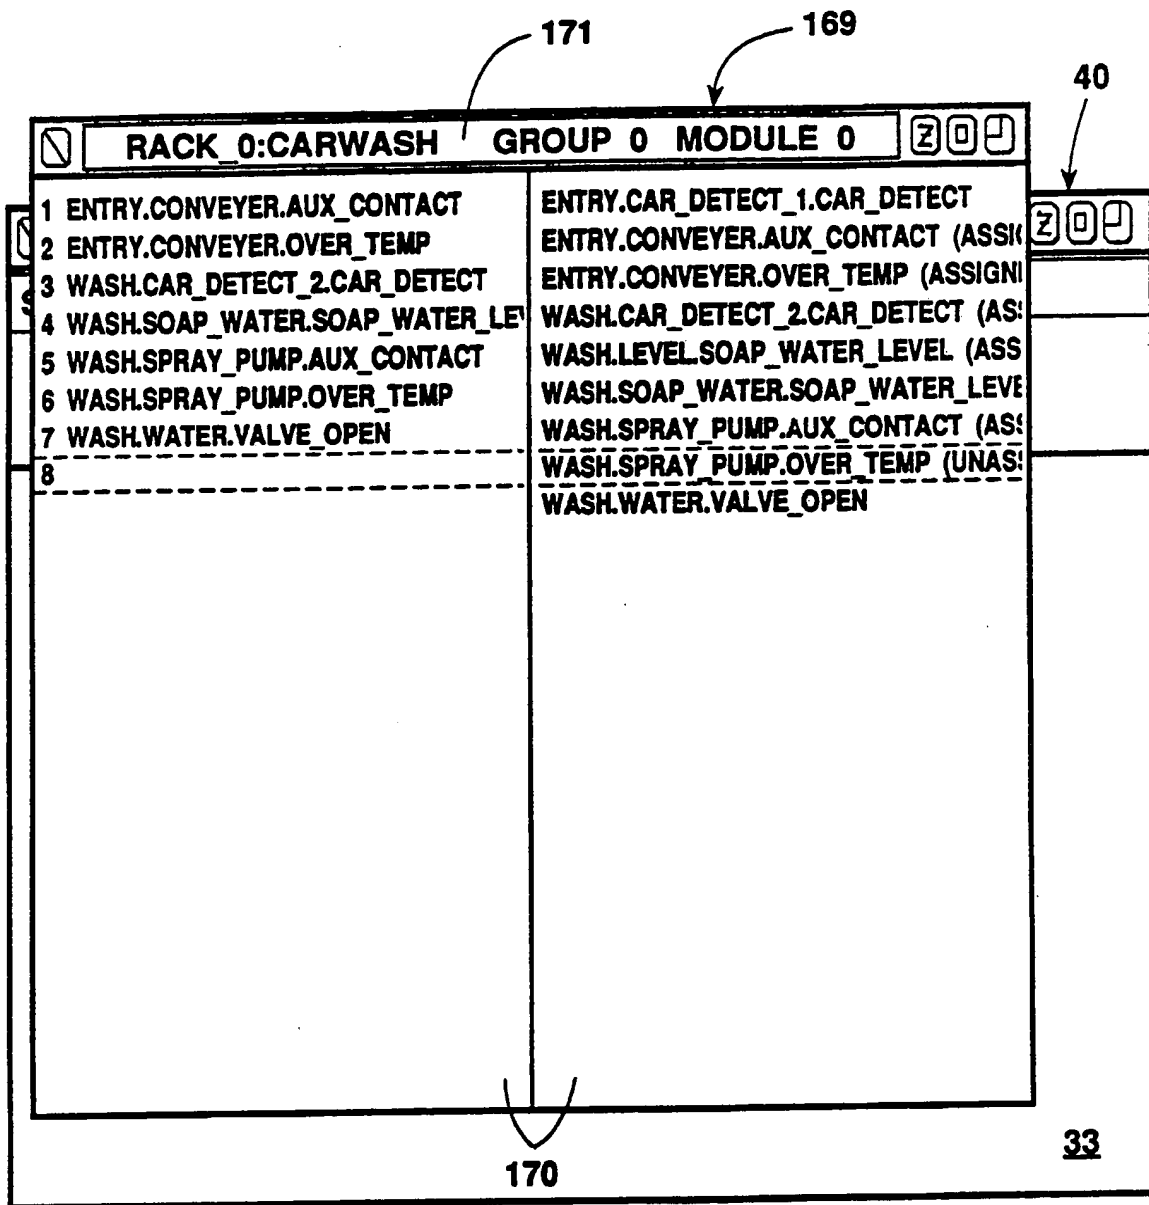 171
169
40
RACK_0:CARWASH GROUP 0 MODULE 0
Z
Z
1 ENTRY.CONVEYER.AUX_CONTACT
2 ENTRY.CONVEYER.OVER_TEMP
3 WASH.CAR_DETECT_2.CAR_DETECT
4 WASH.SOAP_WATER.SOAP_WATER_LE
5 WASH.SPRAY_PUMP.AUX_CONTACT
6 WASH.SPRAY_PUMP.OVER_TEMP
7 WASH.WATER.VALVE_OPEN
8
ENTRY.CAR_DETECT_1.CAR_DETECT
ENTRY.CONVEYER.AUX_CONTACT (ASSI
ENTRY.CONVEYER.OVER_TEMP (ASSIGN
WASH.CAR_DETECT_2.CAR_DETECT (AS
WASH.LEVEL.SOAP_WATER_LEVEL (ASS
WASH.SOAP_WATER.SOAP_WATER_LEVE
WASH.SPRAY_PUMP.AUX_CONTACT (AS
WASH.SPRAY_PUMP.OVER_TEMP (UNAS
WASH.WATER.VALVE_OPEN
170
33